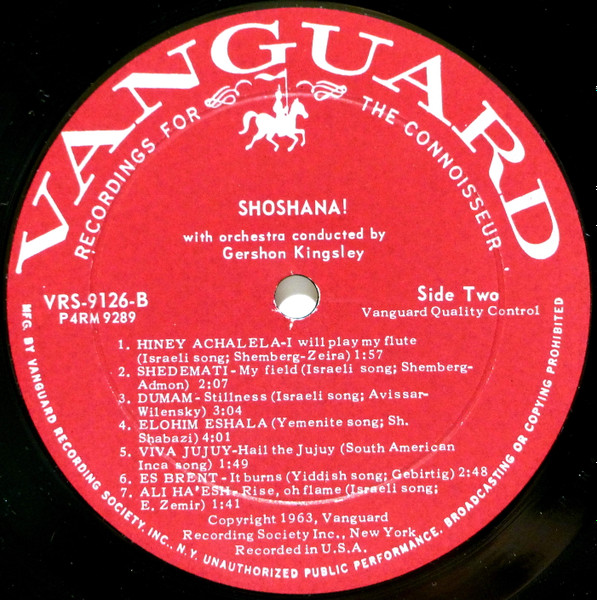 VANGUARD
RECORDINGS FOR THE CONNOISSEUR
SHOSHANA!
with orchestra conducted by
Gershon Kingsley
VRS-9126-B
P4RM 9289
Side Two
Vanguard Quality Control
1. HINEY ACHALELA-I will play my flute
(Israeli song; Shemberg-Zeira) 1:57
2. SHEDEMATI - My field (Israeli song; Shemberg-
Admon) 2:07
3. DUMAM - Stillness (Israeli song; Avissar-
Wilensky) 3:04
4. ELOHIM ESHALA (Yemenite song; Sh.
Shabazi) 4:01
5. VIVA JUJUY-Hail the Jujuy (South American
Inca song) 1:49
6. ES BRENT - It burns (Yiddish song; Gebirtig) 2:48
7. ALI HA'ESH - Rise, oh flame (Israeli song;
E. Zemir) 1:41
Copyright 1963, Vanguard
Recording Society Inc., New York
Recorded in U.S.A.
MFG. BY VANGUARD RECORDING SOCIETY, INC., N.Y. UNAUTHORIZED PUBLIC PERFORMANCE, BROADCASTING OR COPYING PROHIBITED